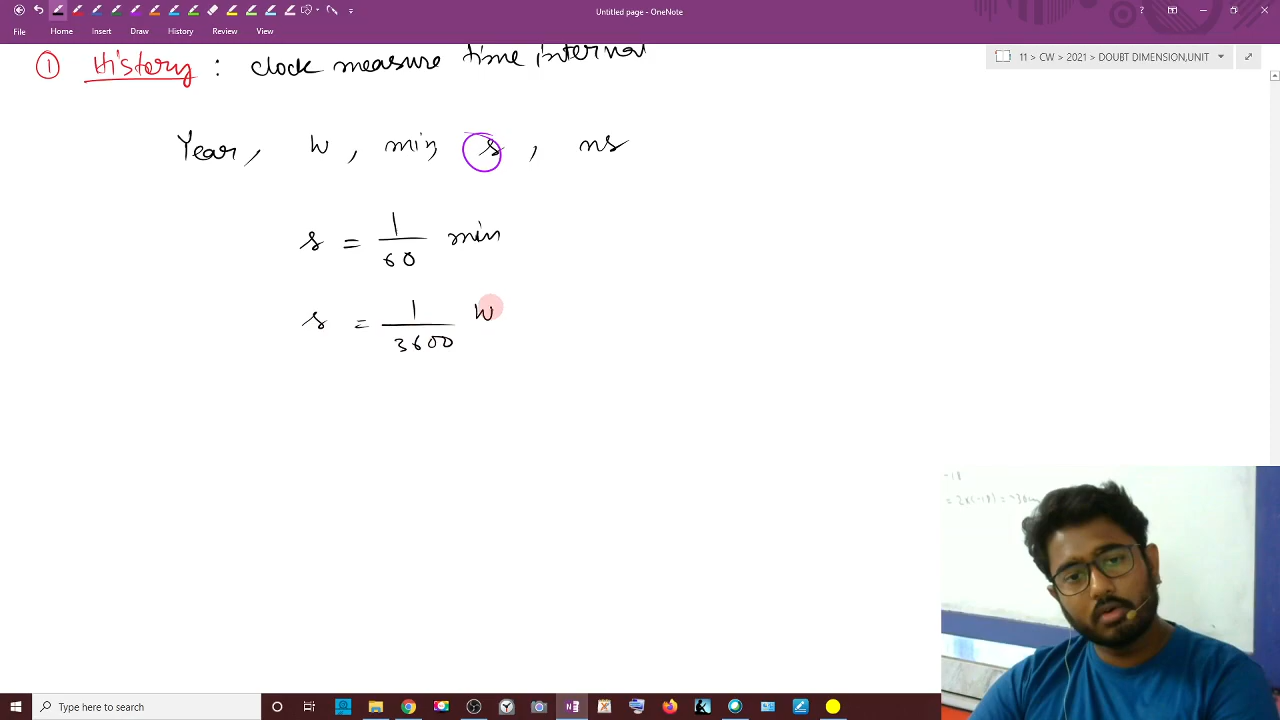 Untitled page - OneNote
File Home Insert Draw History Review View
① History : clock measure time interval
11 > CW > 2021 > DOUBT DIMENSION,UNIT
Year, H, min, s, ns
s = 1/60 min
s = 1/3600 H
Type here to search